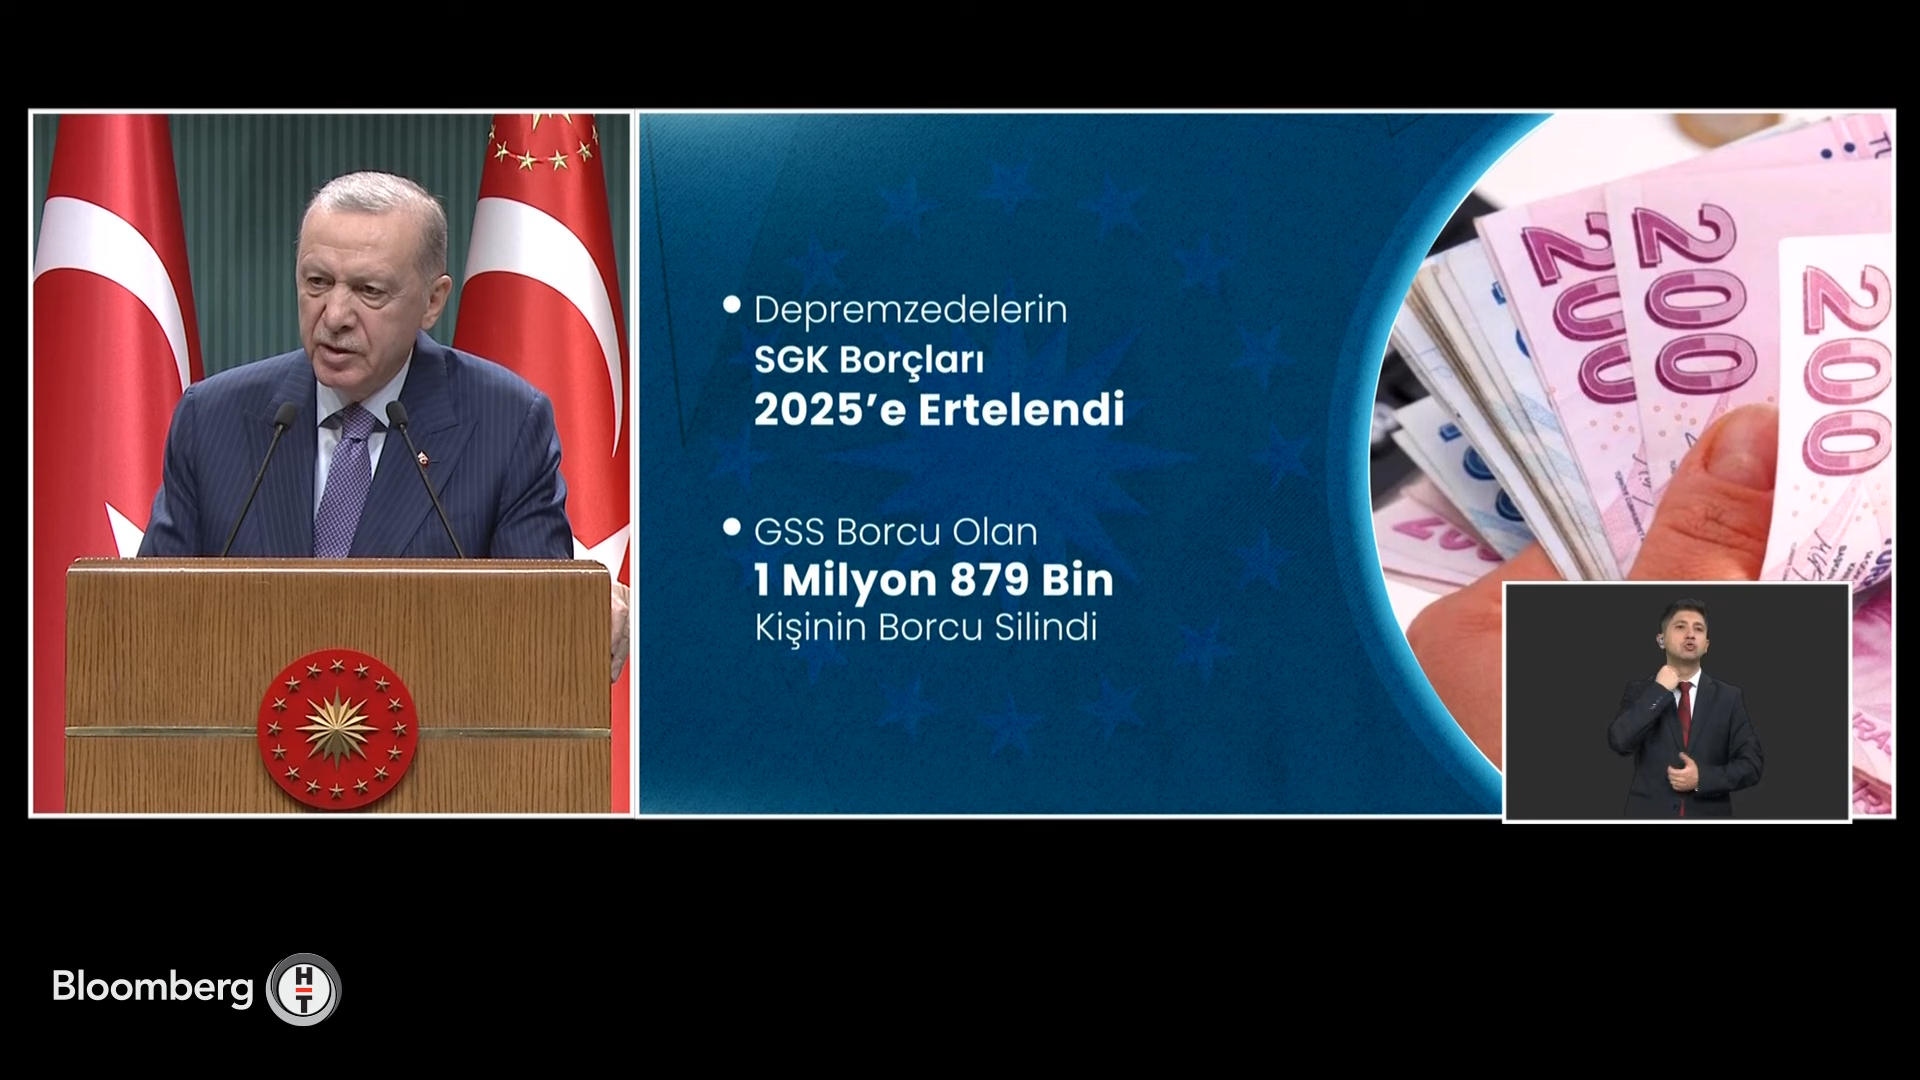 Depremzedelerin
SGK Borçları
2025’e Ertelendi
GSS Borcu Olan
1 Milyon 879 Bin
Kişinin Borcu Silindi
200
200
200
Bloomberg HT